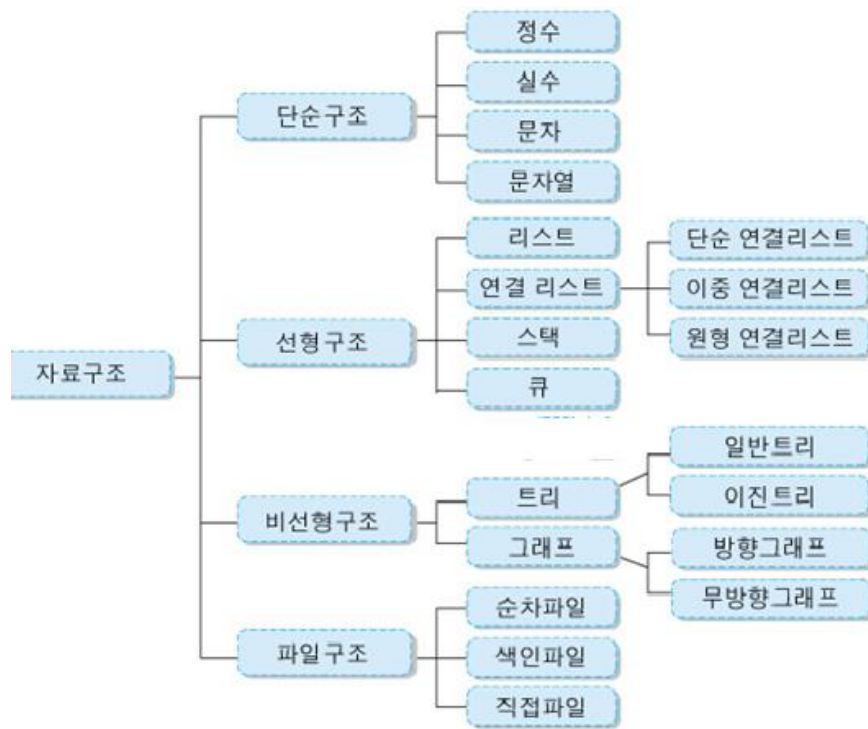 자료구조
단순구조
정수
실수
문자
문자열
선형구조
리스트
연결 리스트
단순 연결리스트
이중 연결리스트
원형 연결리스트
스택
큐
비선형구조
트리
일반트리
이진트리
그래프
방향그래프
무방향그래프
파일구조
순차파일
색인파일
직접파일